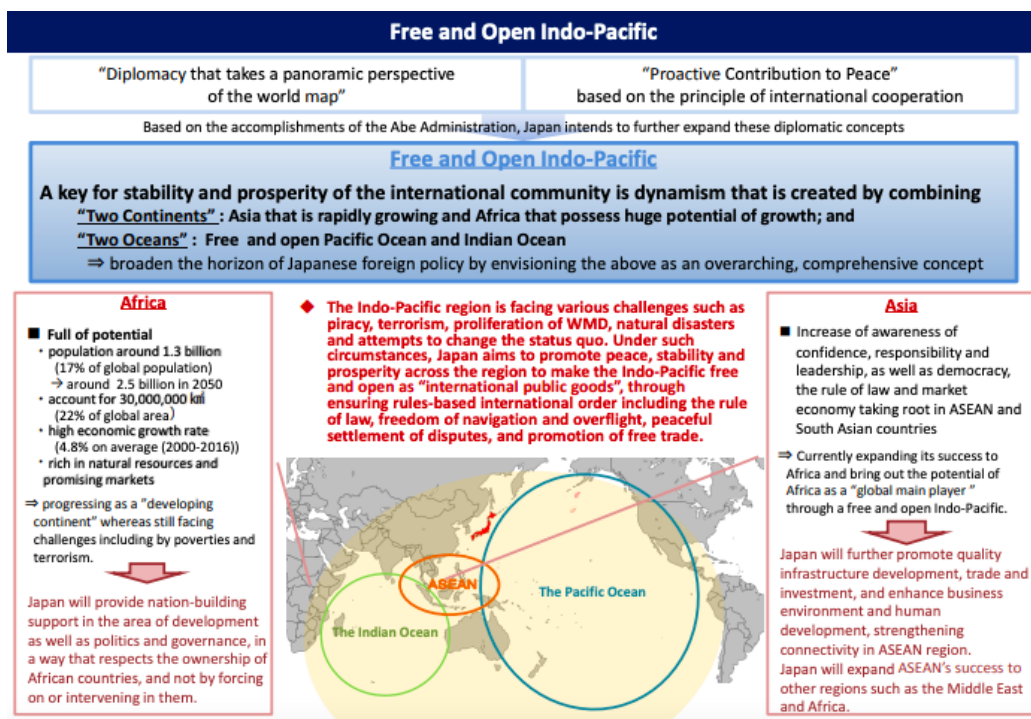 Free and Open Indo-Pacific
“Diplomacy that takes a panoramic perspective
of the world map”
“Proactive Contribution to Peace”
based on the principle of international cooperation
Based on the accomplishments of the Abe Administration, Japan intends to further expand these diplomatic concepts
Free and Open Indo-Pacific
A key for stability and prosperity of the international community is dynamism that is created by combining
“Two Continents” : Asia that is rapidly growing and Africa that possess huge potential of growth; and
“Two Oceans” : Free and open Pacific Ocean and Indian Ocean
⇒ broaden the horizon of Japanese foreign policy by envisioning the above as an overarching, comprehensive concept
Africa
■ Full of potential
・population around 1.3 billion
(17% of global population)
→ around 2.5 billion in 2050
・account for 30,000,000 ㎢
(22% of global area）
・high economic growth rate
(4.8% on average (2000-2016))
・rich in natural resources and
promising markets
⇒ progressing as a “developing
continent” whereas still facing
challenges including by poverties and
terrorism.
Japan will provide nation-building
support in the area of development
as well as politics and governance, in
a way that respects the ownership of
African countries, and not by forcing
on or intervening in them.
◆ The Indo-Pacific region is facing various challenges such as
piracy, terrorism, proliferation of WMD, natural disasters
and attempts to change the status quo. Under such
circumstances, Japan aims to promote peace, stability and
prosperity across the region to make the Indo-Pacific free
and open as “international public goods”, through
ensuring rules-based international order including the rule
of law, freedom of navigation and overflight, peaceful
settlement of disputes, and promotion of free trade.
ASEAN
The Pacific Ocean
The Indian Ocean
Asia
■ Increase of awareness of
confidence, responsibility and
leadership, as well as democracy,
the rule of law and market
economy taking root in ASEAN and
South Asian countries
⇒ Currently expanding its success to
Africa and bring out the potential of
Africa as a “global main player ”
through a free and open Indo-Pacific.
Japan will further promote quality
infrastructure development, trade and
investment, and enhance business
environment and human
development, strengthening
connectivity in ASEAN region.
Japan will expand ASEAN’s success to
other regions such as the Middle East
and Africa.